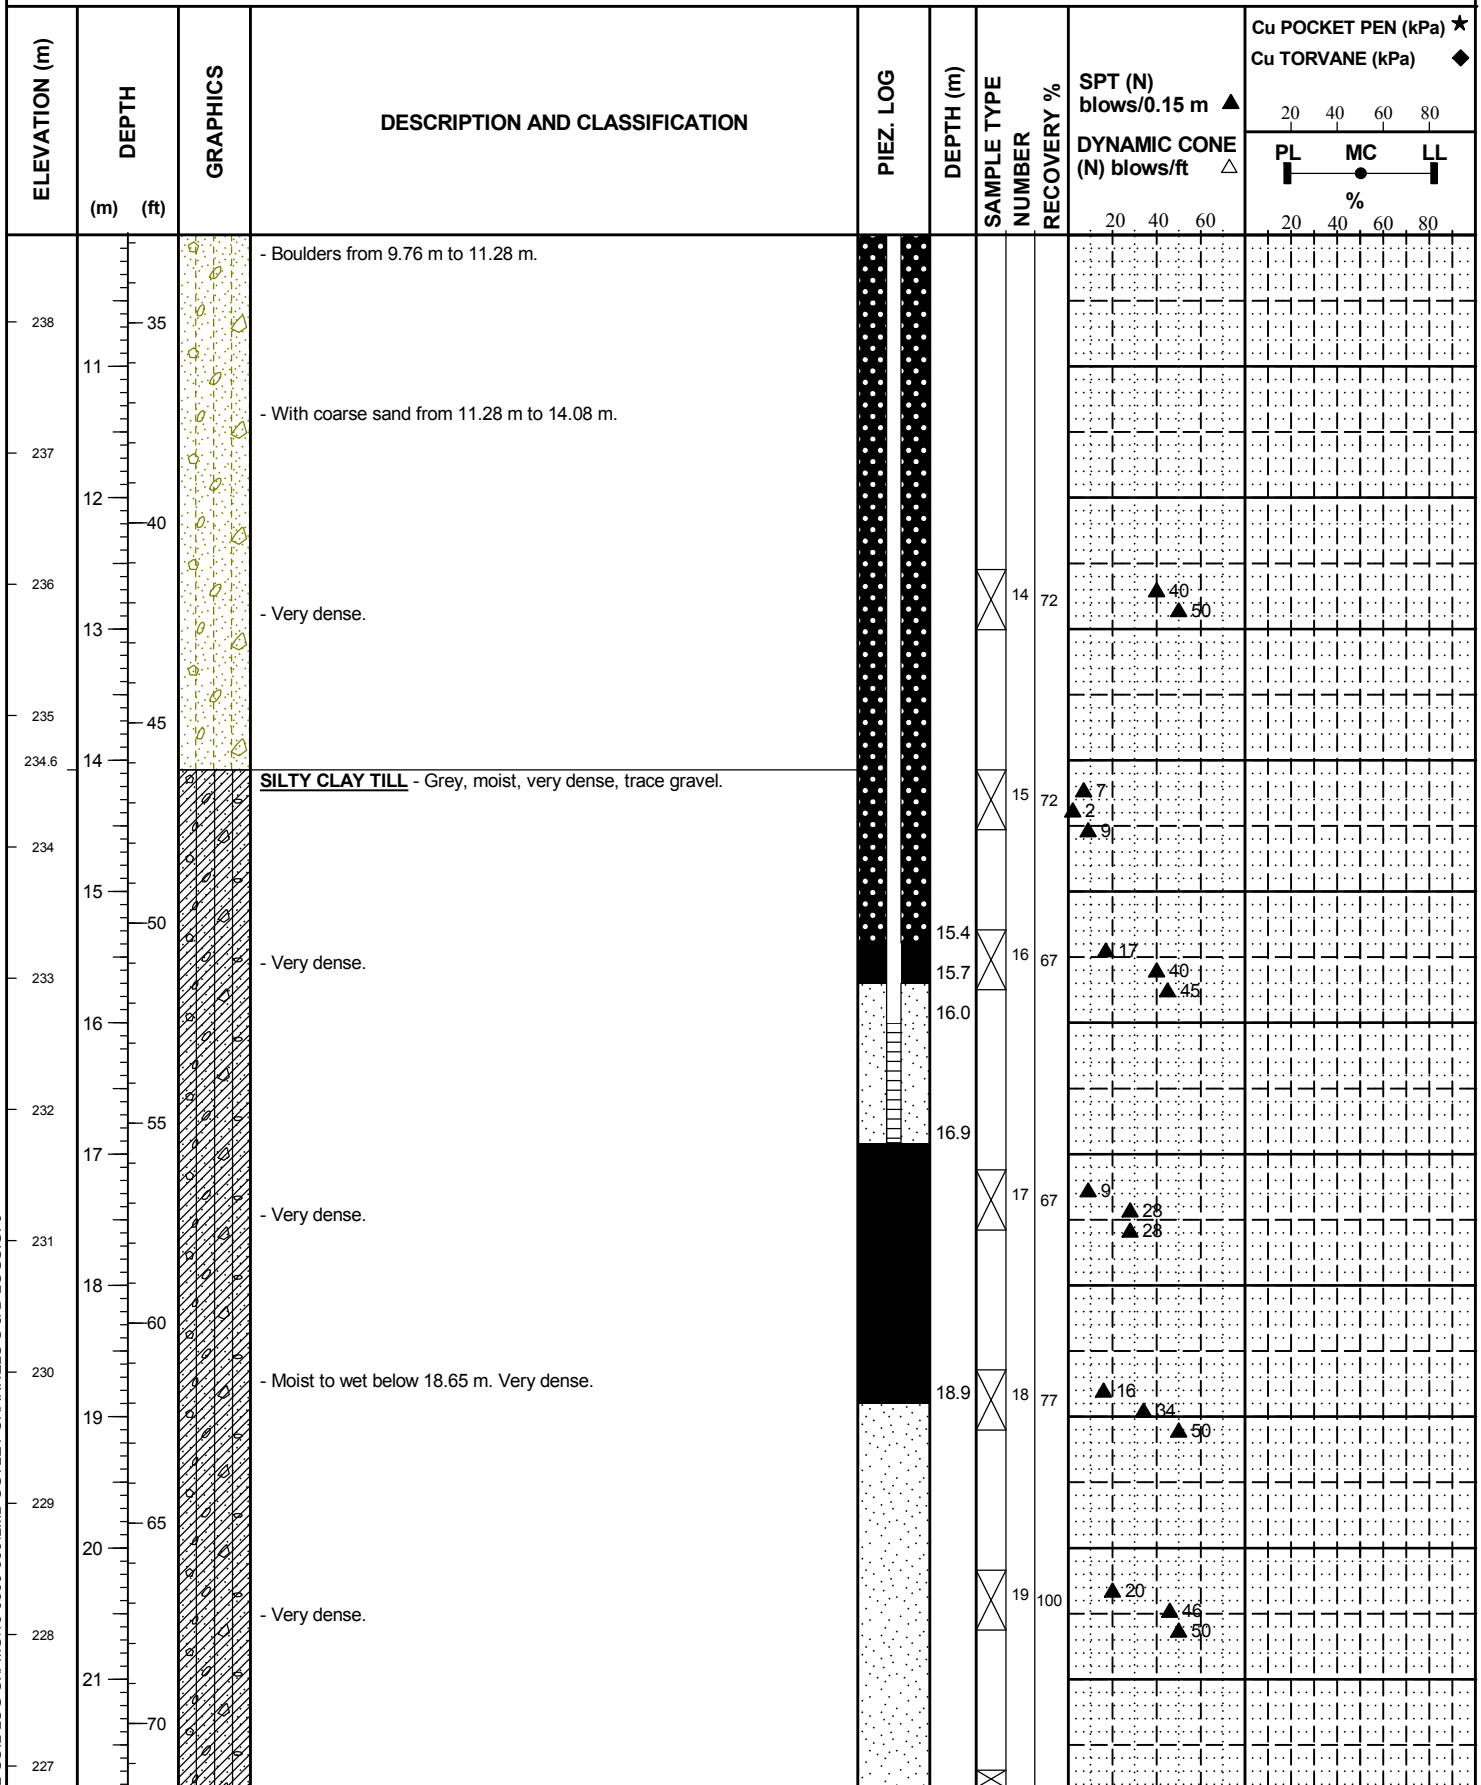 ELEVATION (m)
DEPTH
(m) (ft)
GRAPHICS
DESCRIPTION AND CLASSIFICATION
PIEZ. LOG
DEPTH (m)
SAMPLE TYPE
NUMBER
RECOVERY %
SPT (N)
blows/0.15 m ▲
DYNAMIC CONE
(N) blows/ft △
20 40 60
Cu POCKET PEN (kPa) ★
Cu TORVANE (kPa) ◆
20 40 60 80
PL MC LL
%
20 40 60 80
- Boulders from 9.76 m to 11.28 m.
238 35
11
- With coarse sand from 11.28 m to 14.08 m.
237
12
40
236
14 72 40
50
- Very dense.
13
235 45
234.6 14
SILTY CLAY TILL - Grey, moist, very dense, trace gravel.
15 72 7
2
9
234
15
50
15.4
16 67 17
- Very dense.
15.7 40
233
45
16.0
16
232 55
16.9
17
17 67 9
28
- Very dense.
28
231
18
60
230
- Moist to wet below 18.65 m. Very dense.
18.9 18 77 16
34
19
50
229
65
20
19 100 20
46
- Very dense.
50
228
21
70
227